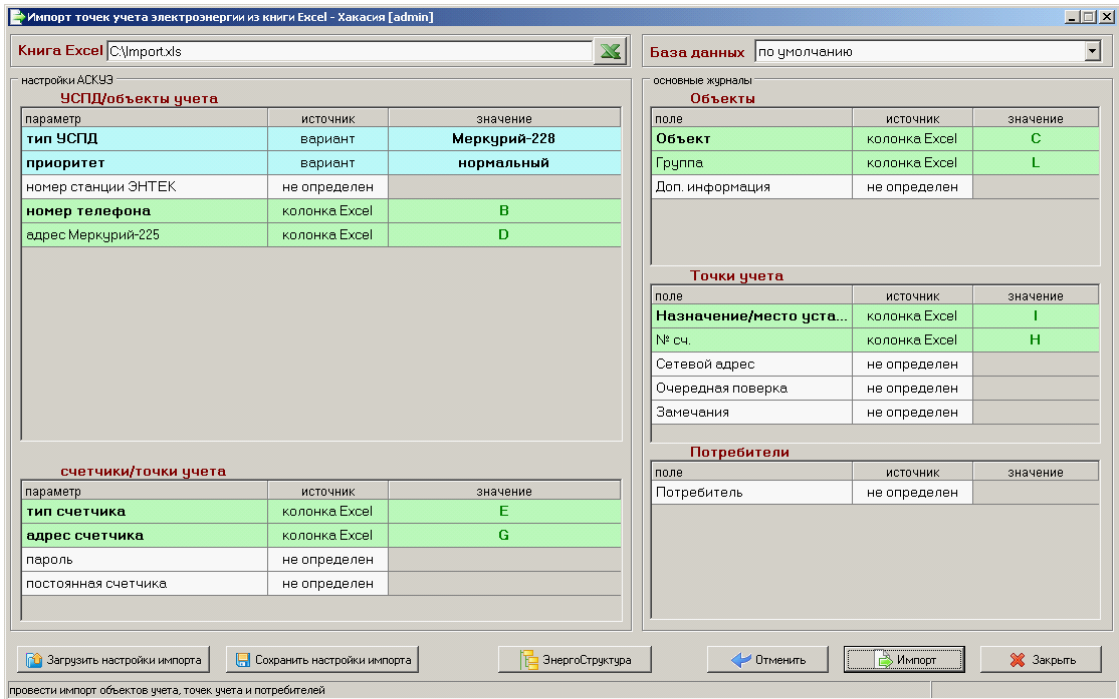 Импорт точек учета электроэнергии из книги Excel - Хакасия [admin]
Книга Excel C:\Import.xls
База данных по умолчанию
настройки АСКУЭ
УСПД/объекты учета
параметр источник значение
тип УСПД вариант Меркурий-228
приоритет вариант нормальный
номер станции ЭНТЕК не определен
номер телефона колонка Excel B
адрес Меркурий-225 колонка Excel D
счетчики/точки учета
параметр источник значение
тип счетчика колонка Excel E
адрес счетчика колонка Excel G
пароль не определен
постоянная счетчика не определен
основные журналы
Объекты
поле источник значение
Объект колонка Excel C
Группа колонка Excel L
Доп. информация не определен
Точки учета
поле источник значение
Назначение/место уста... колонка Excel I
№ сч. колонка Excel H
Сетевой адрес не определен
Очередная поверка не определен
Замечания не определен
Потребители
поле источник значение
Потребитель не определен
Загрузить настройки импорта Сохранить настройки импорта ЭнергоСтруктура Отменить Импорт Закрыть
провести импорт объектов учета, точек учета и потребителей